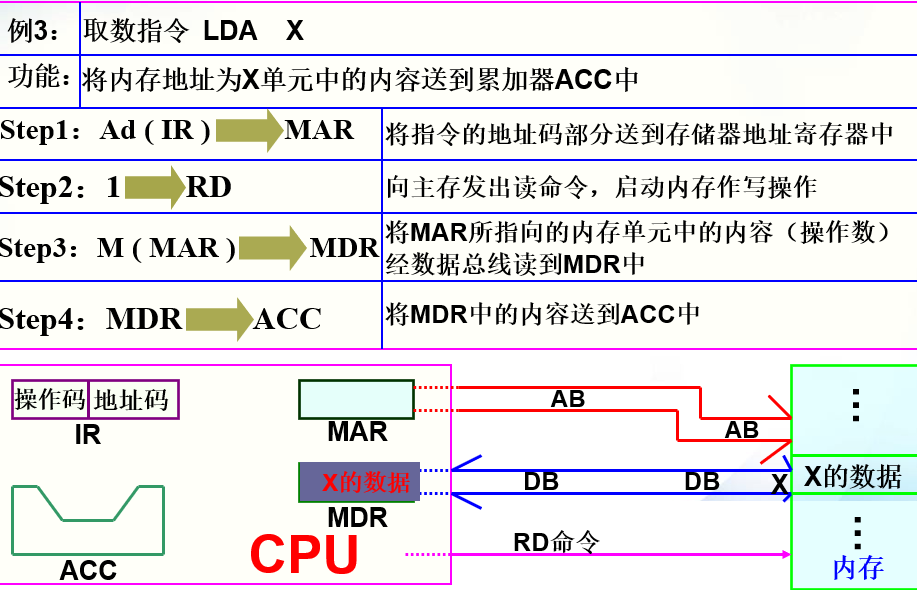 例3： 取数指令 LDA X
功能： 将内存地址为X单元中的内容送到累加器ACC中
Step1：Ad ( IR ) MAR 将指令的地址码部分送到存储器地址寄存器中
Step2：1 RD 向主存发出读命令，启动内存作写操作
Step3：M ( MAR ) MDR 将MAR所指向的内存单元中的内容（操作数）
经数据总线读到MDR中
Step4：MDR ACC 将MDR中的内容送到ACC中
操作码 地址码
IR
MAR
AB
AB
⋮
X的数据
MDR
DB
DB
X
X的数据
ACC
CPU
RD命令
⋮
内存